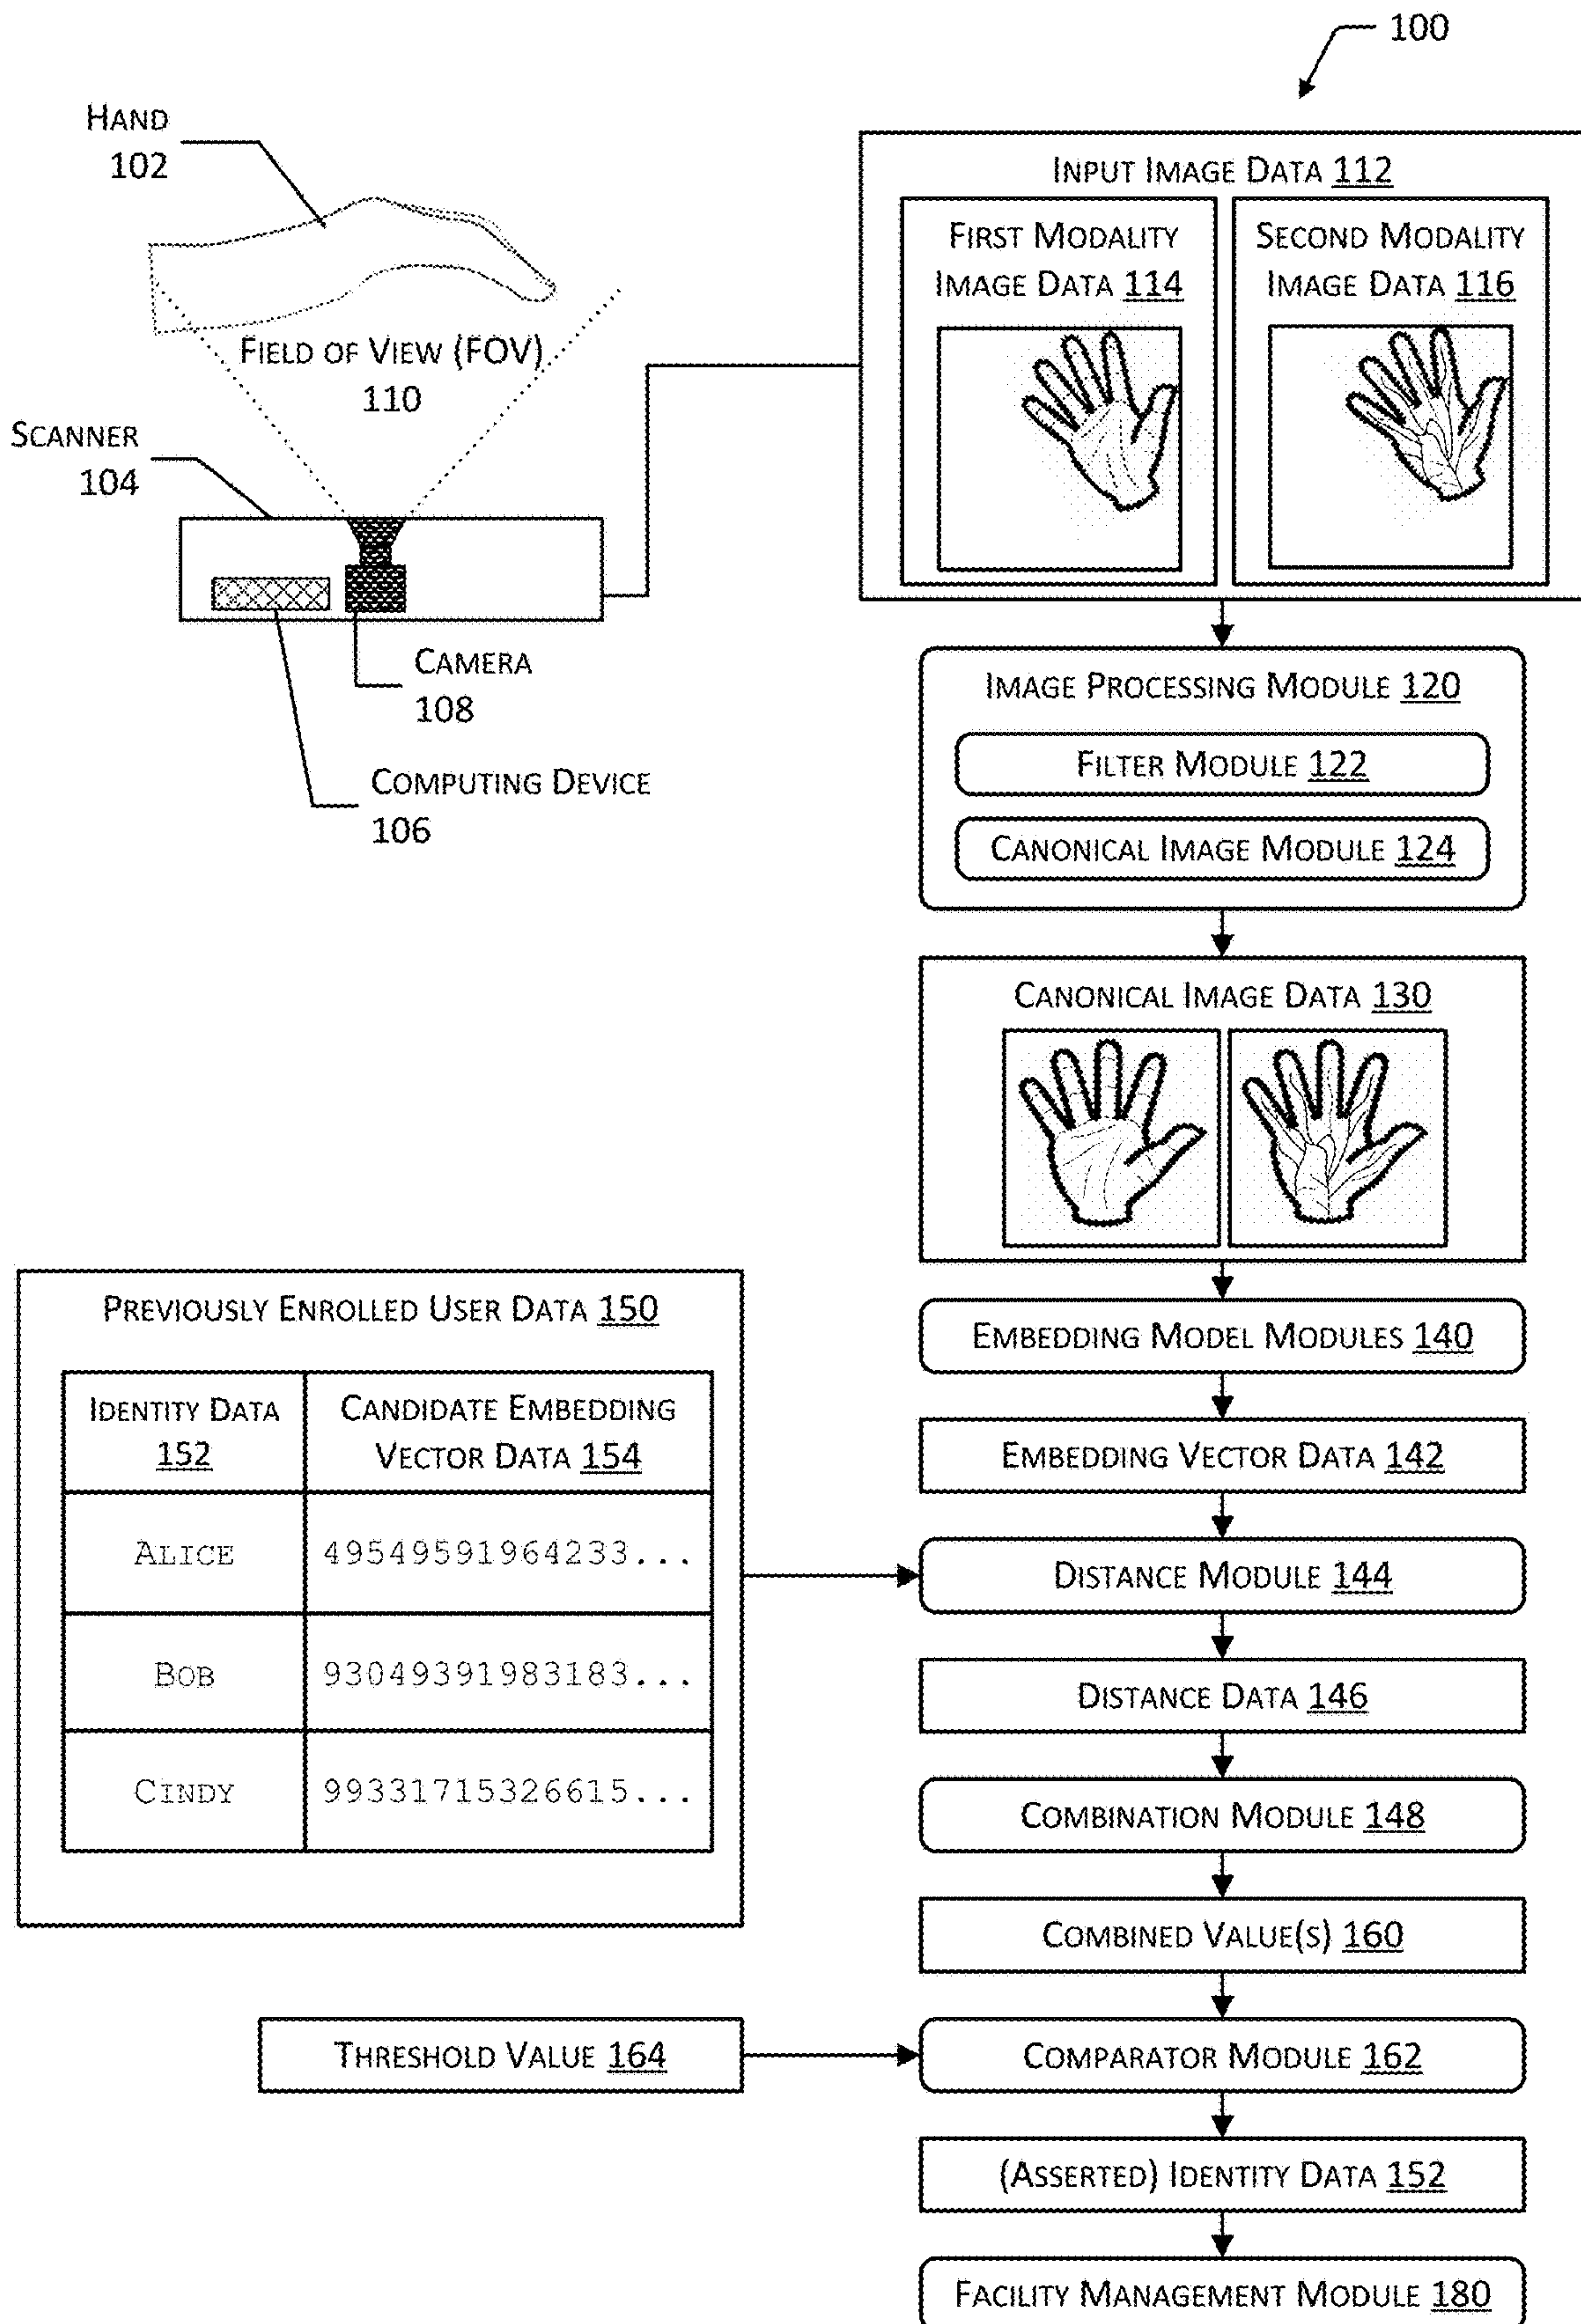 100
HAND
102
FIELD OF VIEW (FOV)
110
SCANNER
104
CAMERA
108
COMPUTING DEVICE
106
INPUT IMAGE DATA 112
FIRST MODALITY
IMAGE DATA 114
SECOND MODALITY
IMAGE DATA 116
IMAGE PROCESSING MODULE 120
FILTER MODULE 122
CANONICAL IMAGE MODULE 124
CANONICAL IMAGE DATA 130
EMBEDDING MODEL MODULES 140
EMBEDDING VECTOR DATA 142
PREVIOUSLY ENROLLED USER DATA 150
IDENTITY DATA
152
CANDIDATE EMBEDDING
VECTOR DATA 154
ALICE 49549591964233...
BOB 93049391983183...
CINDY 99331715326615...
DISTANCE MODULE 144
DISTANCE DATA 146
COMBINATION MODULE 148
COMBINED VALUE(S) 160
THRESHOLD VALUE 164
COMPARATOR MODULE 162
(ASSERTED) IDENTITY DATA 152
FACILITY MANAGEMENT MODULE 180